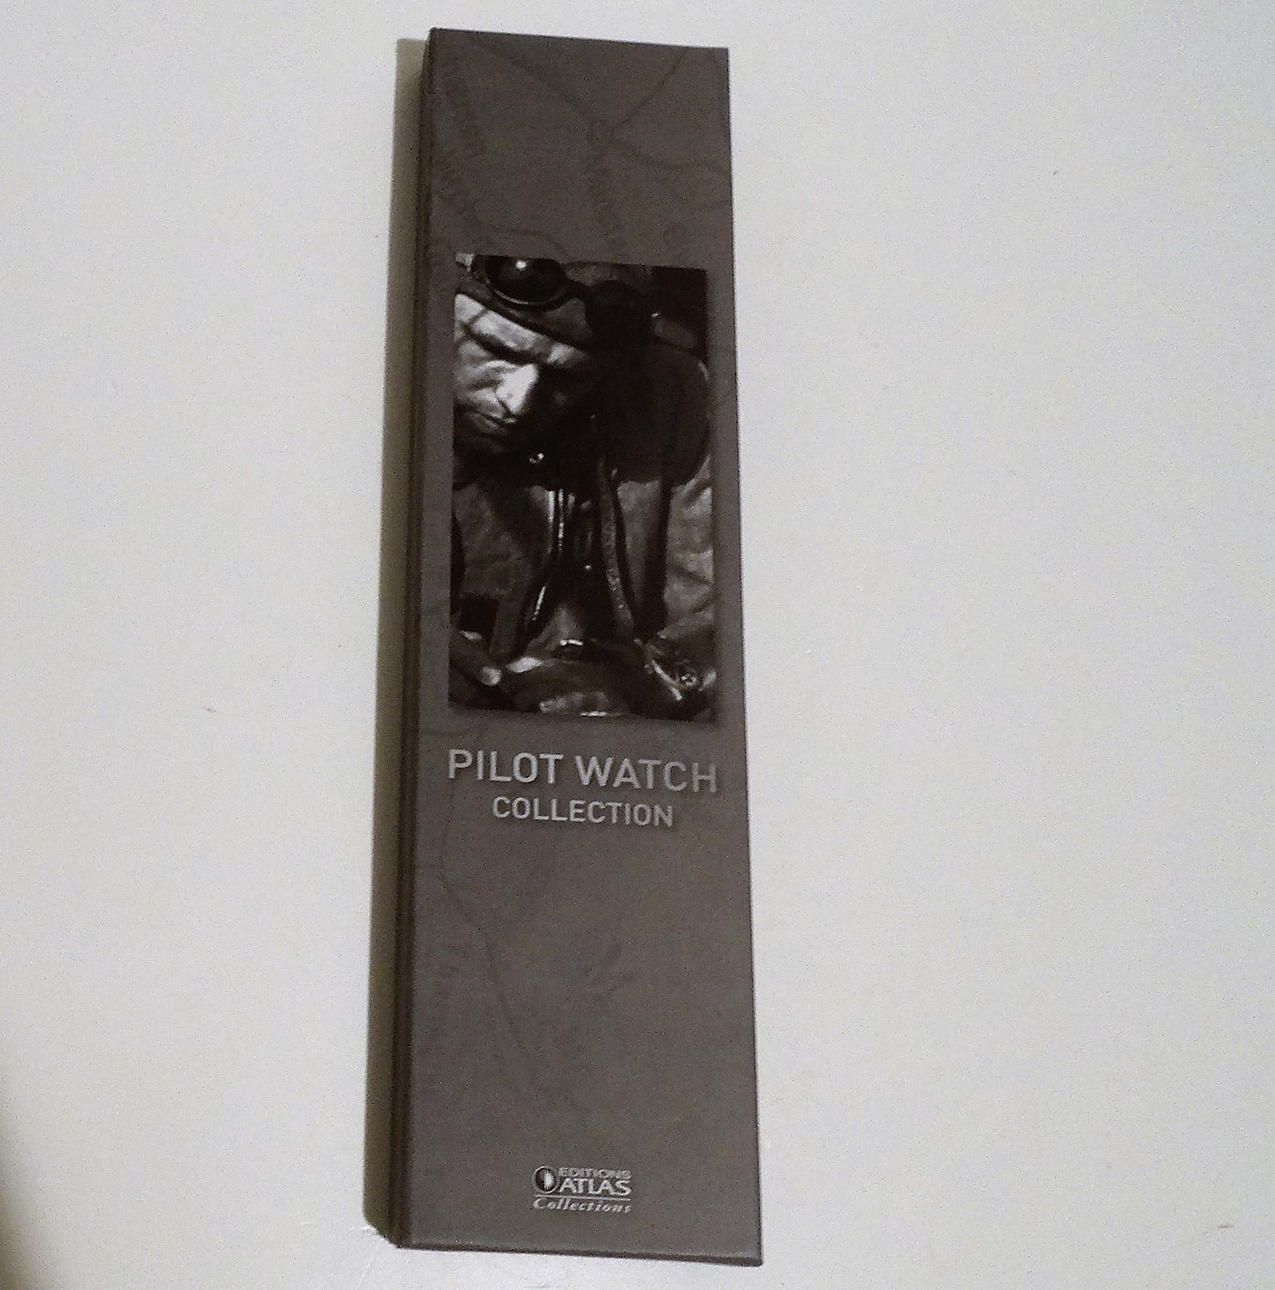 PILOT WATCH
COLLECTION
EDITIONS
ATLAS
Collections